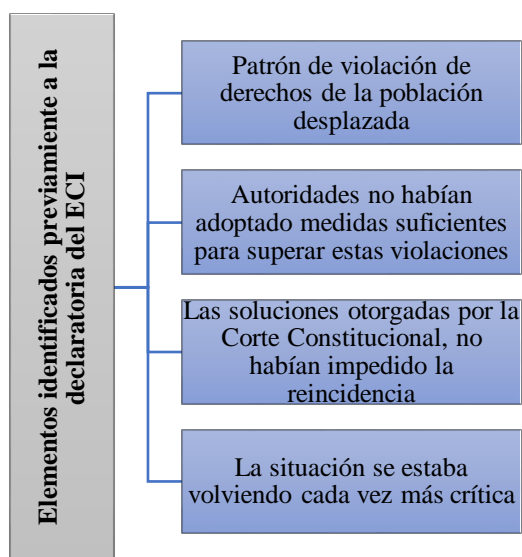 Elementos identificados previamiente a la
declaratoria del ECI
Patrón de violación de
derechos de la población
desplazada
Autoridades no habían
adoptado medidas suficientes
para superar estas violaciones
Las soluciones otorgadas por la
Corte Constitucional, no
habían impedido la
reincidencia
La situación se estaba
volviendo cada vez más crítica